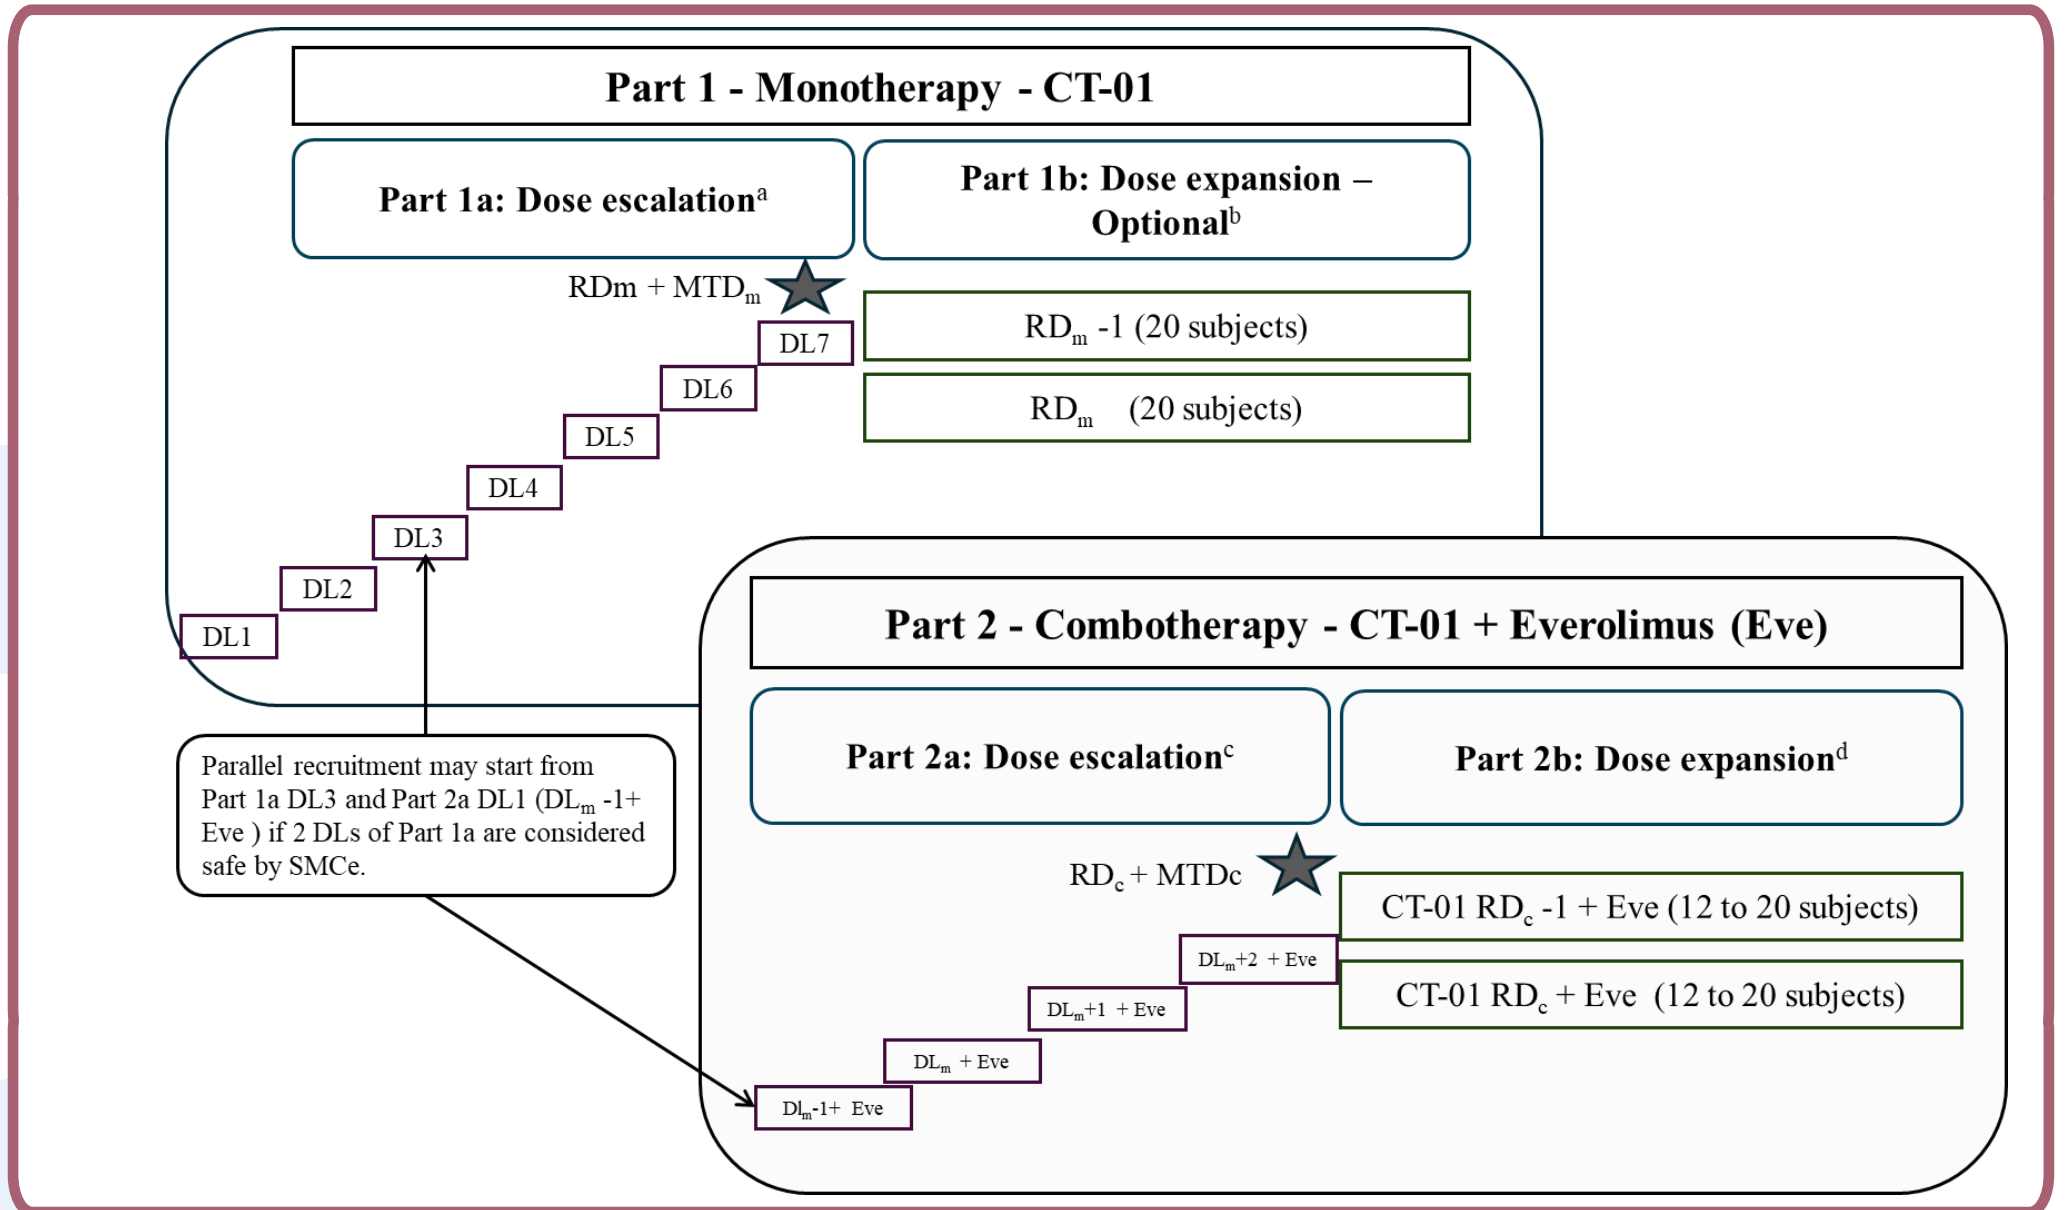 Part 1 - Monotherapy - CT-01
Part 1a: Dose escalationa
Part 1b: Dose expansion –
Optionalb
RDm + MTDm
DL7
DL6
DL5
DL4
DL3
DL2
DL1
RDm -1 (20 subjects)
RDm (20 subjects)
Parallel recruitment may start from
Part 1a DL3 and Part 2a DL1 (DLm -1+
Eve ) if 2 DLs of Part 1a are considered
safe by SMCe.
Part 2 - Combotherapy - CT-01 + Everolimus (Eve)
Part 2a: Dose escalationc
Part 2b: Dose expansiond
RDc + MTDc
DLm+2 + Eve
DLm+1 + Eve
DLm + Eve
Dlm-1+ Eve
CT-01 RDc -1 + Eve (12 to 20 subjects)
CT-01 RDc + Eve (12 to 20 subjects)